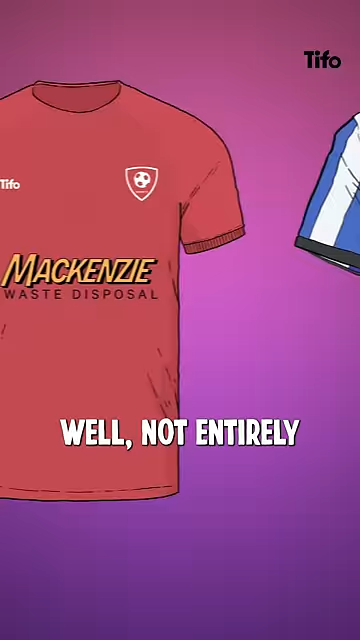 Tifo
Tifo
MACKENZIE
WASTE DISPOSAL
WELL, NOT ENTIRELY